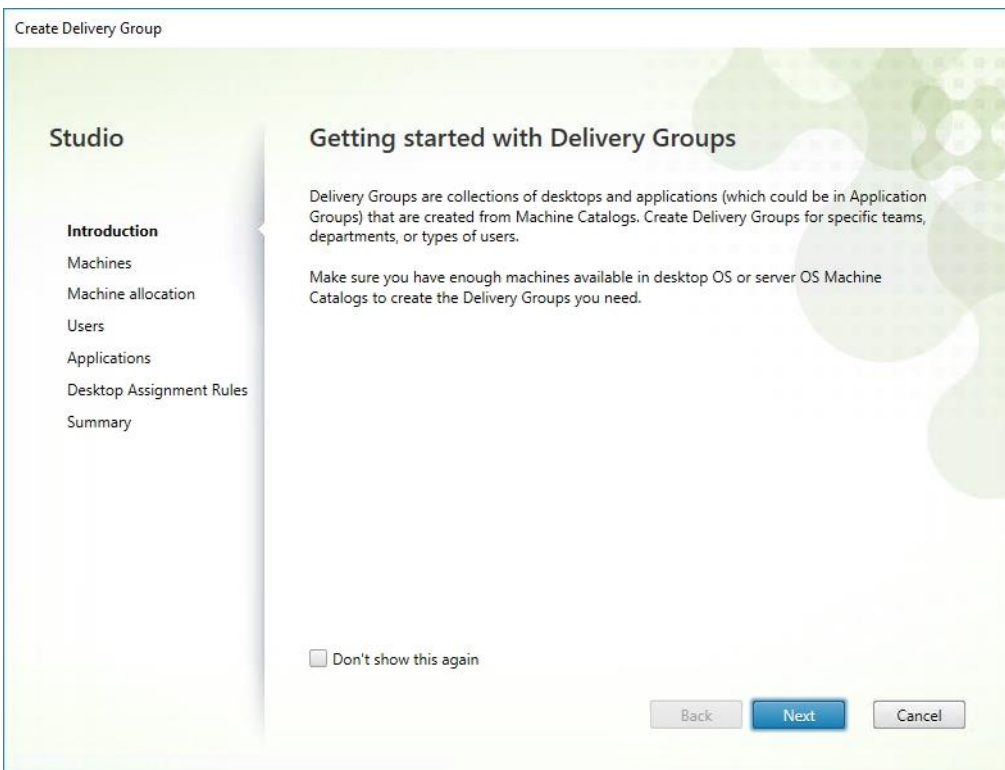 Create Delivery Group
Studio
Introduction
Machines
Machine allocation
Users
Applications
Desktop Assignment Rules
Summary
Getting started with Delivery Groups
Delivery Groups are collections of desktops and applications (which could be in Application
Groups) that are created from Machine Catalogs. Create Delivery Groups for specific teams,
departments, or types of users.
Make sure you have enough machines available in desktop OS or server OS Machine
Catalogs to create the Delivery Groups you need.
Don't show this again
Back
Next
Cancel